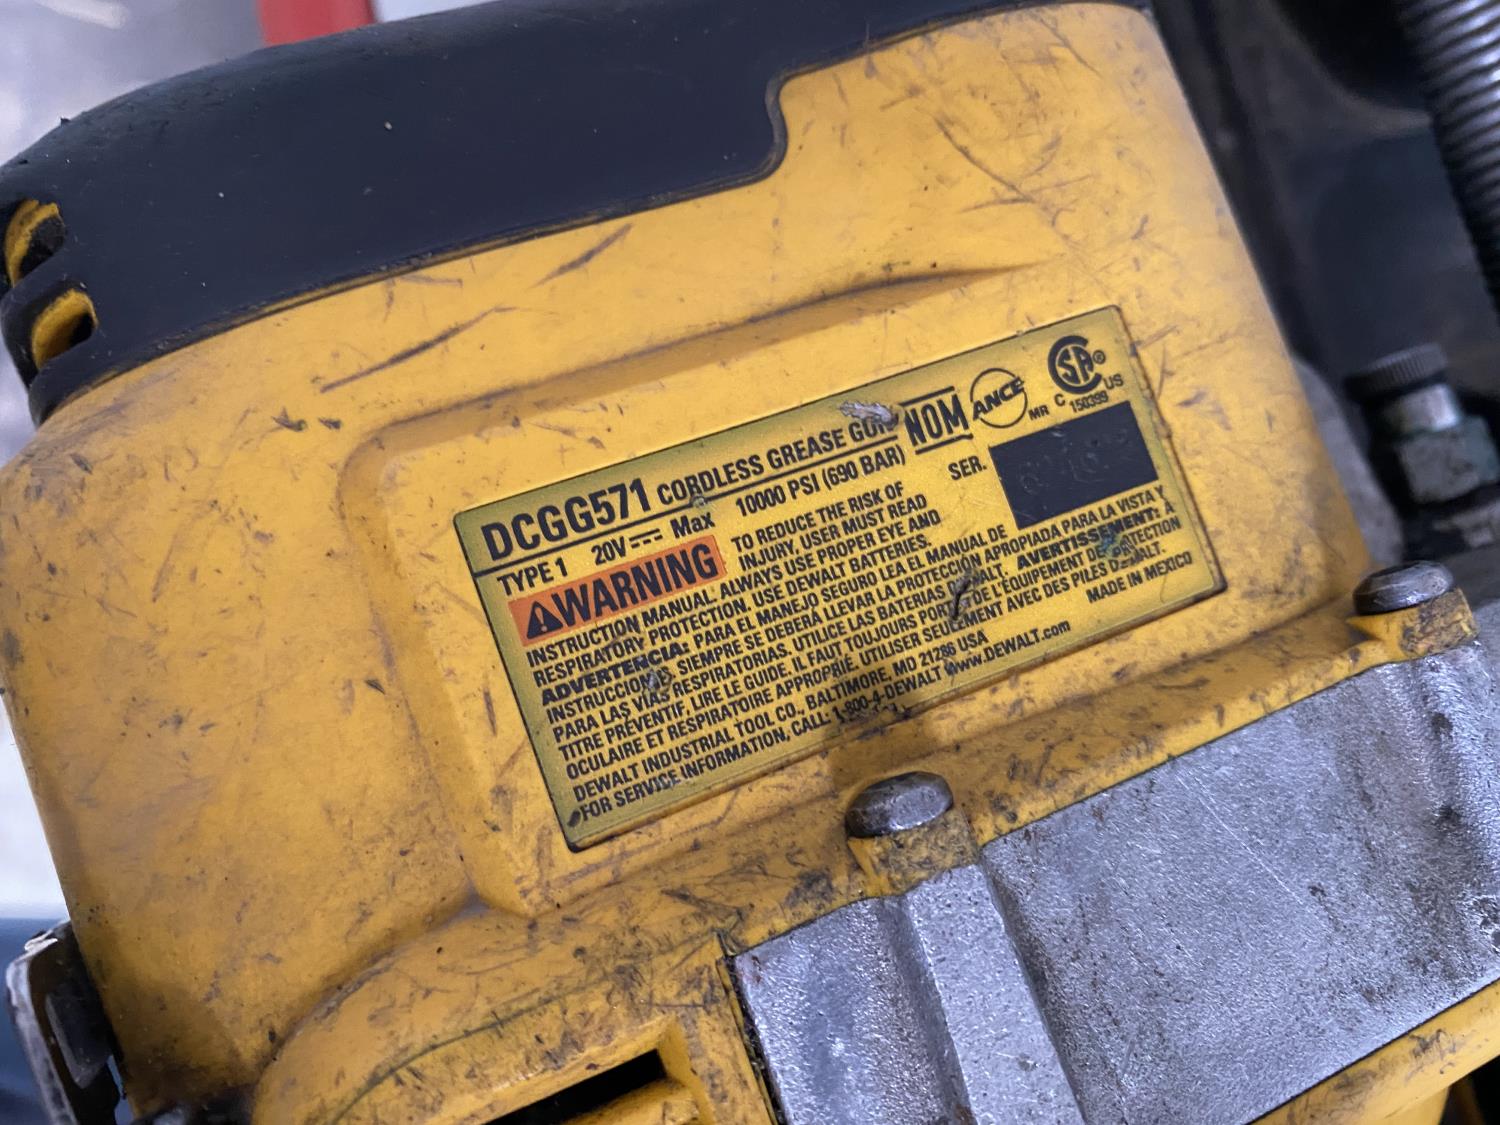 DCGG571 CORDLESS GREASE GUN
NOM
ANCE
MR
CSA®
C US
150399
TYPE 1 20V Max 10000 PSI (690 BAR)
SER.
WARNING TO REDUCE THE RISK OF
INJURY, USER MUST READ
INSTRUCTION MANUAL. ALWAYS USE PROPER EYE AND
RESPIRATORY PROTECTION. USE DEWALT BATTERIES.
ADVERTENCIA: PARA EL MANEJO SEGURO LEA EL MANUAL DE
INSTRUCCIONES. SIEMPRE SE DEBERÁ LLEVAR LA PROTECCIÓN APROPIADA PARA LA VISTA Y
PARA LAS VÍAS RESPIRATORIAS. UTILICE LAS BATERIAS DEWALT. AVERTISSEMENT: À
TITRE PRÉVENTIF, LIRE LE GUIDE. IL FAUT TOUJOURS PORTER DE L'ÉQUIPEMENT DE PROTECTION
OCULAIRE ET RESPIRATOIRE APPROPRIÉ. UTILISER SEULEMENT AVEC DES PILES DEWALT.
DEWALT INDUSTRIAL TOOL CO., BALTIMORE, MD 21286 USA MADE IN MEXICO
FOR SERVICE INFORMATION, CALL: 1-800-4-DEWALT www.DEWALT.com